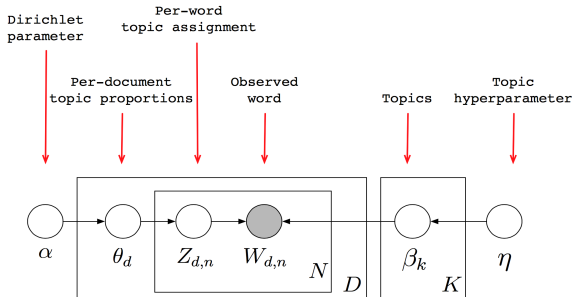 Dirichlet
parameter
Per-word
topic assignment
Per-document
topic proportions
Observed
word
Topics
Topic
hyperparameter
α
θd
Zd,n
Wd,n
N
D
βk
K
η